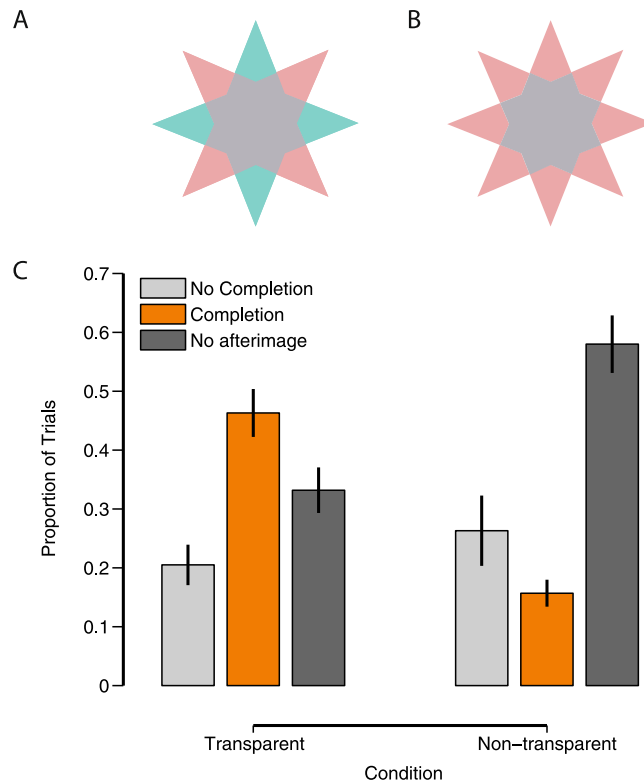 A
B
C
0.7
0.6
0.5
0.4
0.3
0.2
0.1
0
Proportion of Trials
No Completion
Completion
No afterimage
Transparent
Non−transparent
Condition